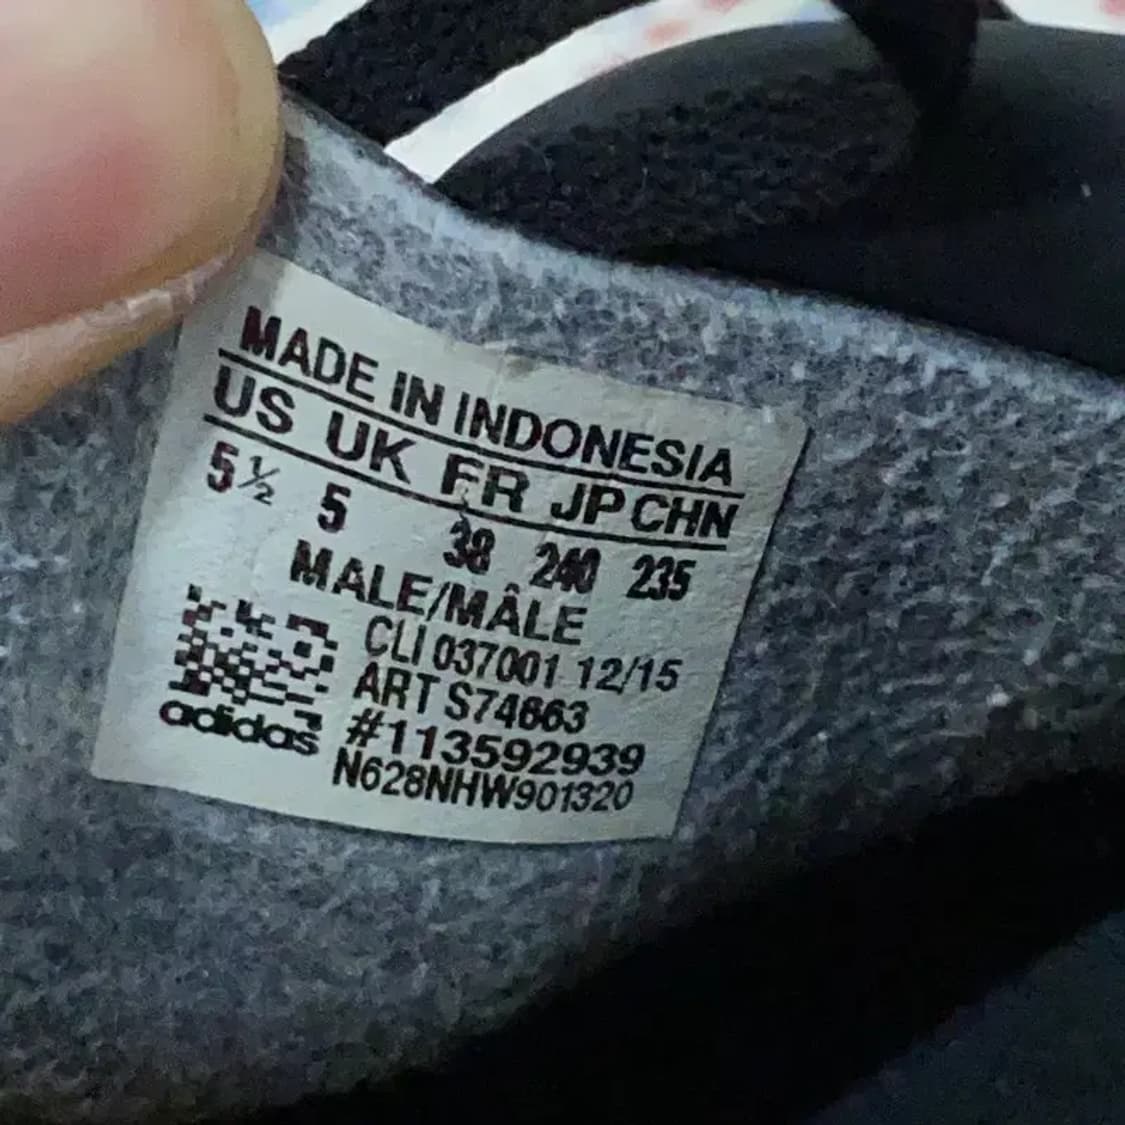 MADE IN INDONESIA
US UK FR JP CHN
5½ 5 38 240 235
MALE/MÂLE
CLI 037001 12/15
ART S74663
#113592939
adidas
N628NHW901320